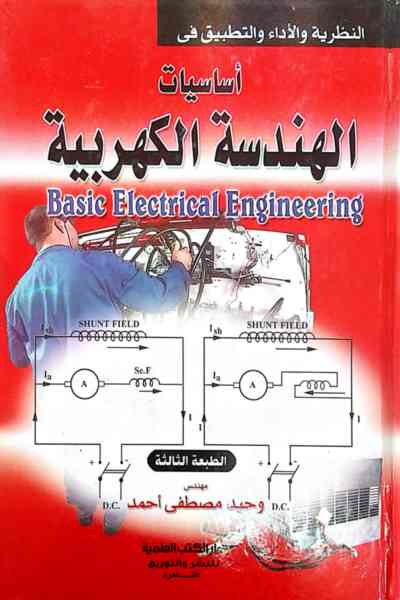 النظرية والأداء والتطبيق فى
أساسيات
الهندسة الكهربية
Basic Electrical Engineering
SHUNT FIELD
SHUNT FIELD
Ish
Ish
Ia
A
Se.F
Ia
A
I
I
I
+
-
+
-
D.C.
D.C.
الطبعة الثالثة
مهندس
وحيد مصطفى أحمد
دار الكتب العلمية
للنشر والتوزيع
القاهرة